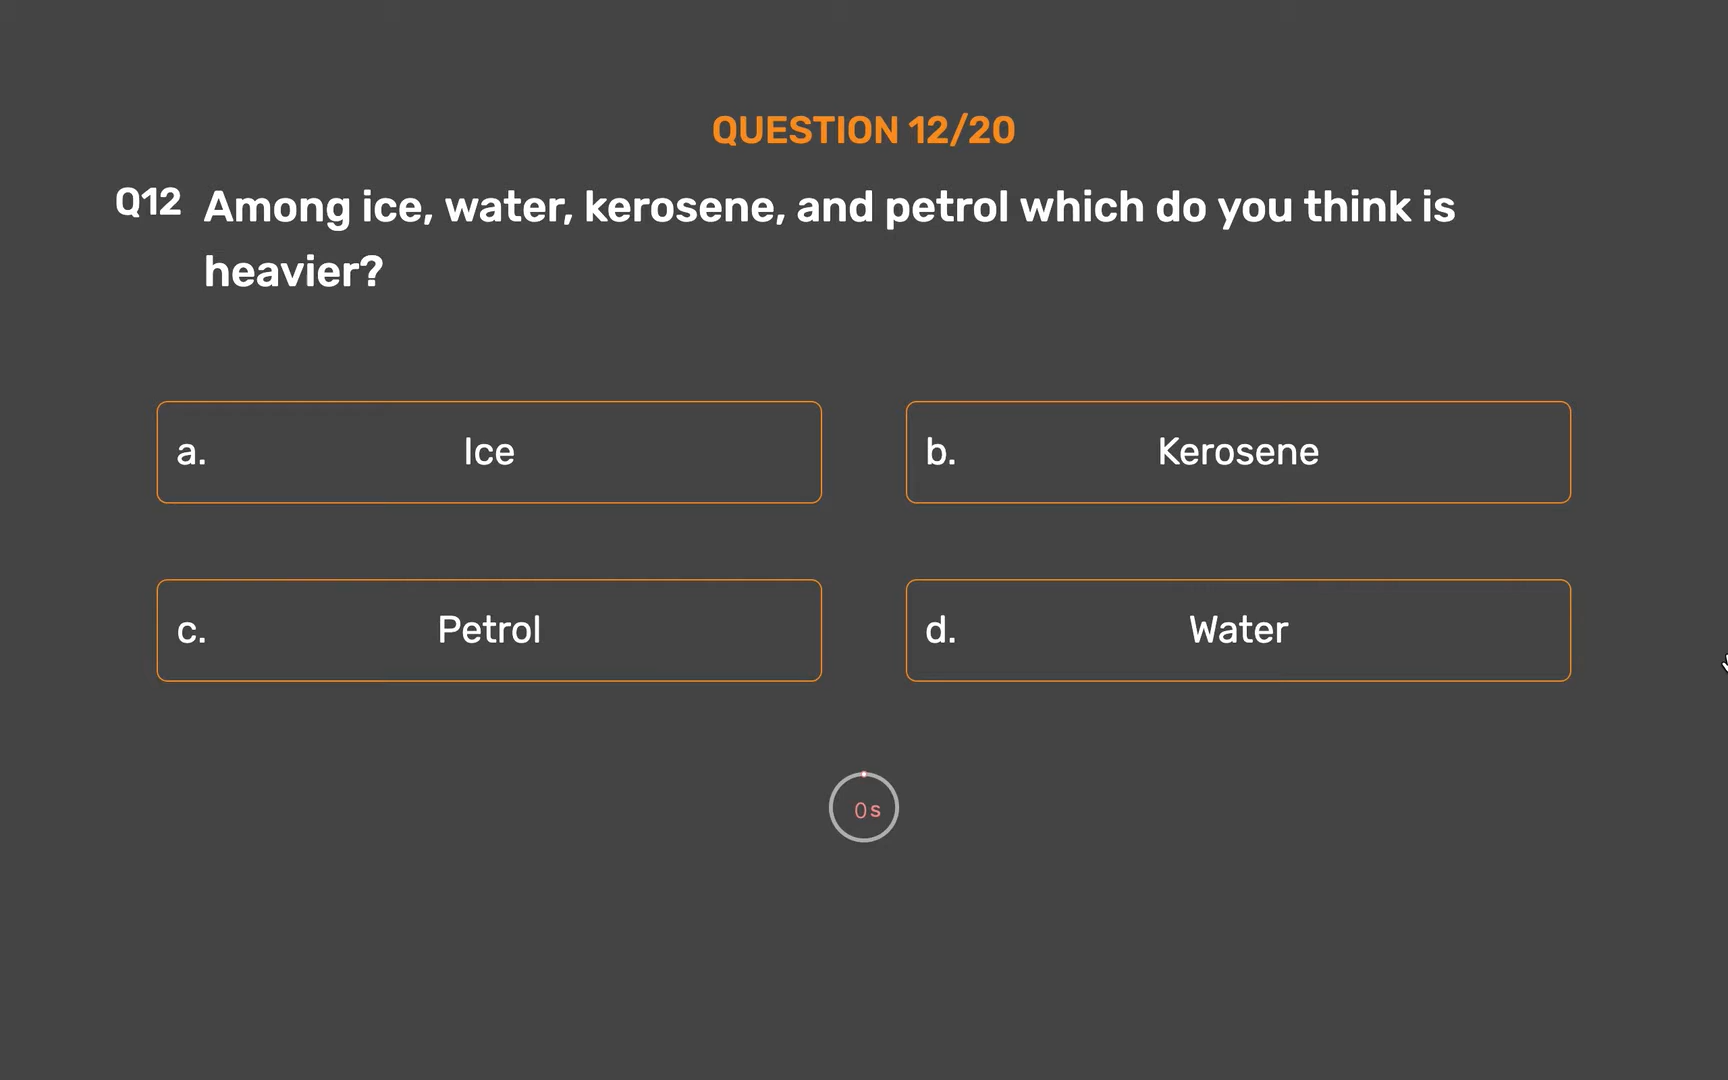 QUESTION 12/20
Q12 Among ice, water, kerosene, and petrol which do you think is
heavier?
a. Ice
b. Kerosene
c. Petrol
d. Water
0s